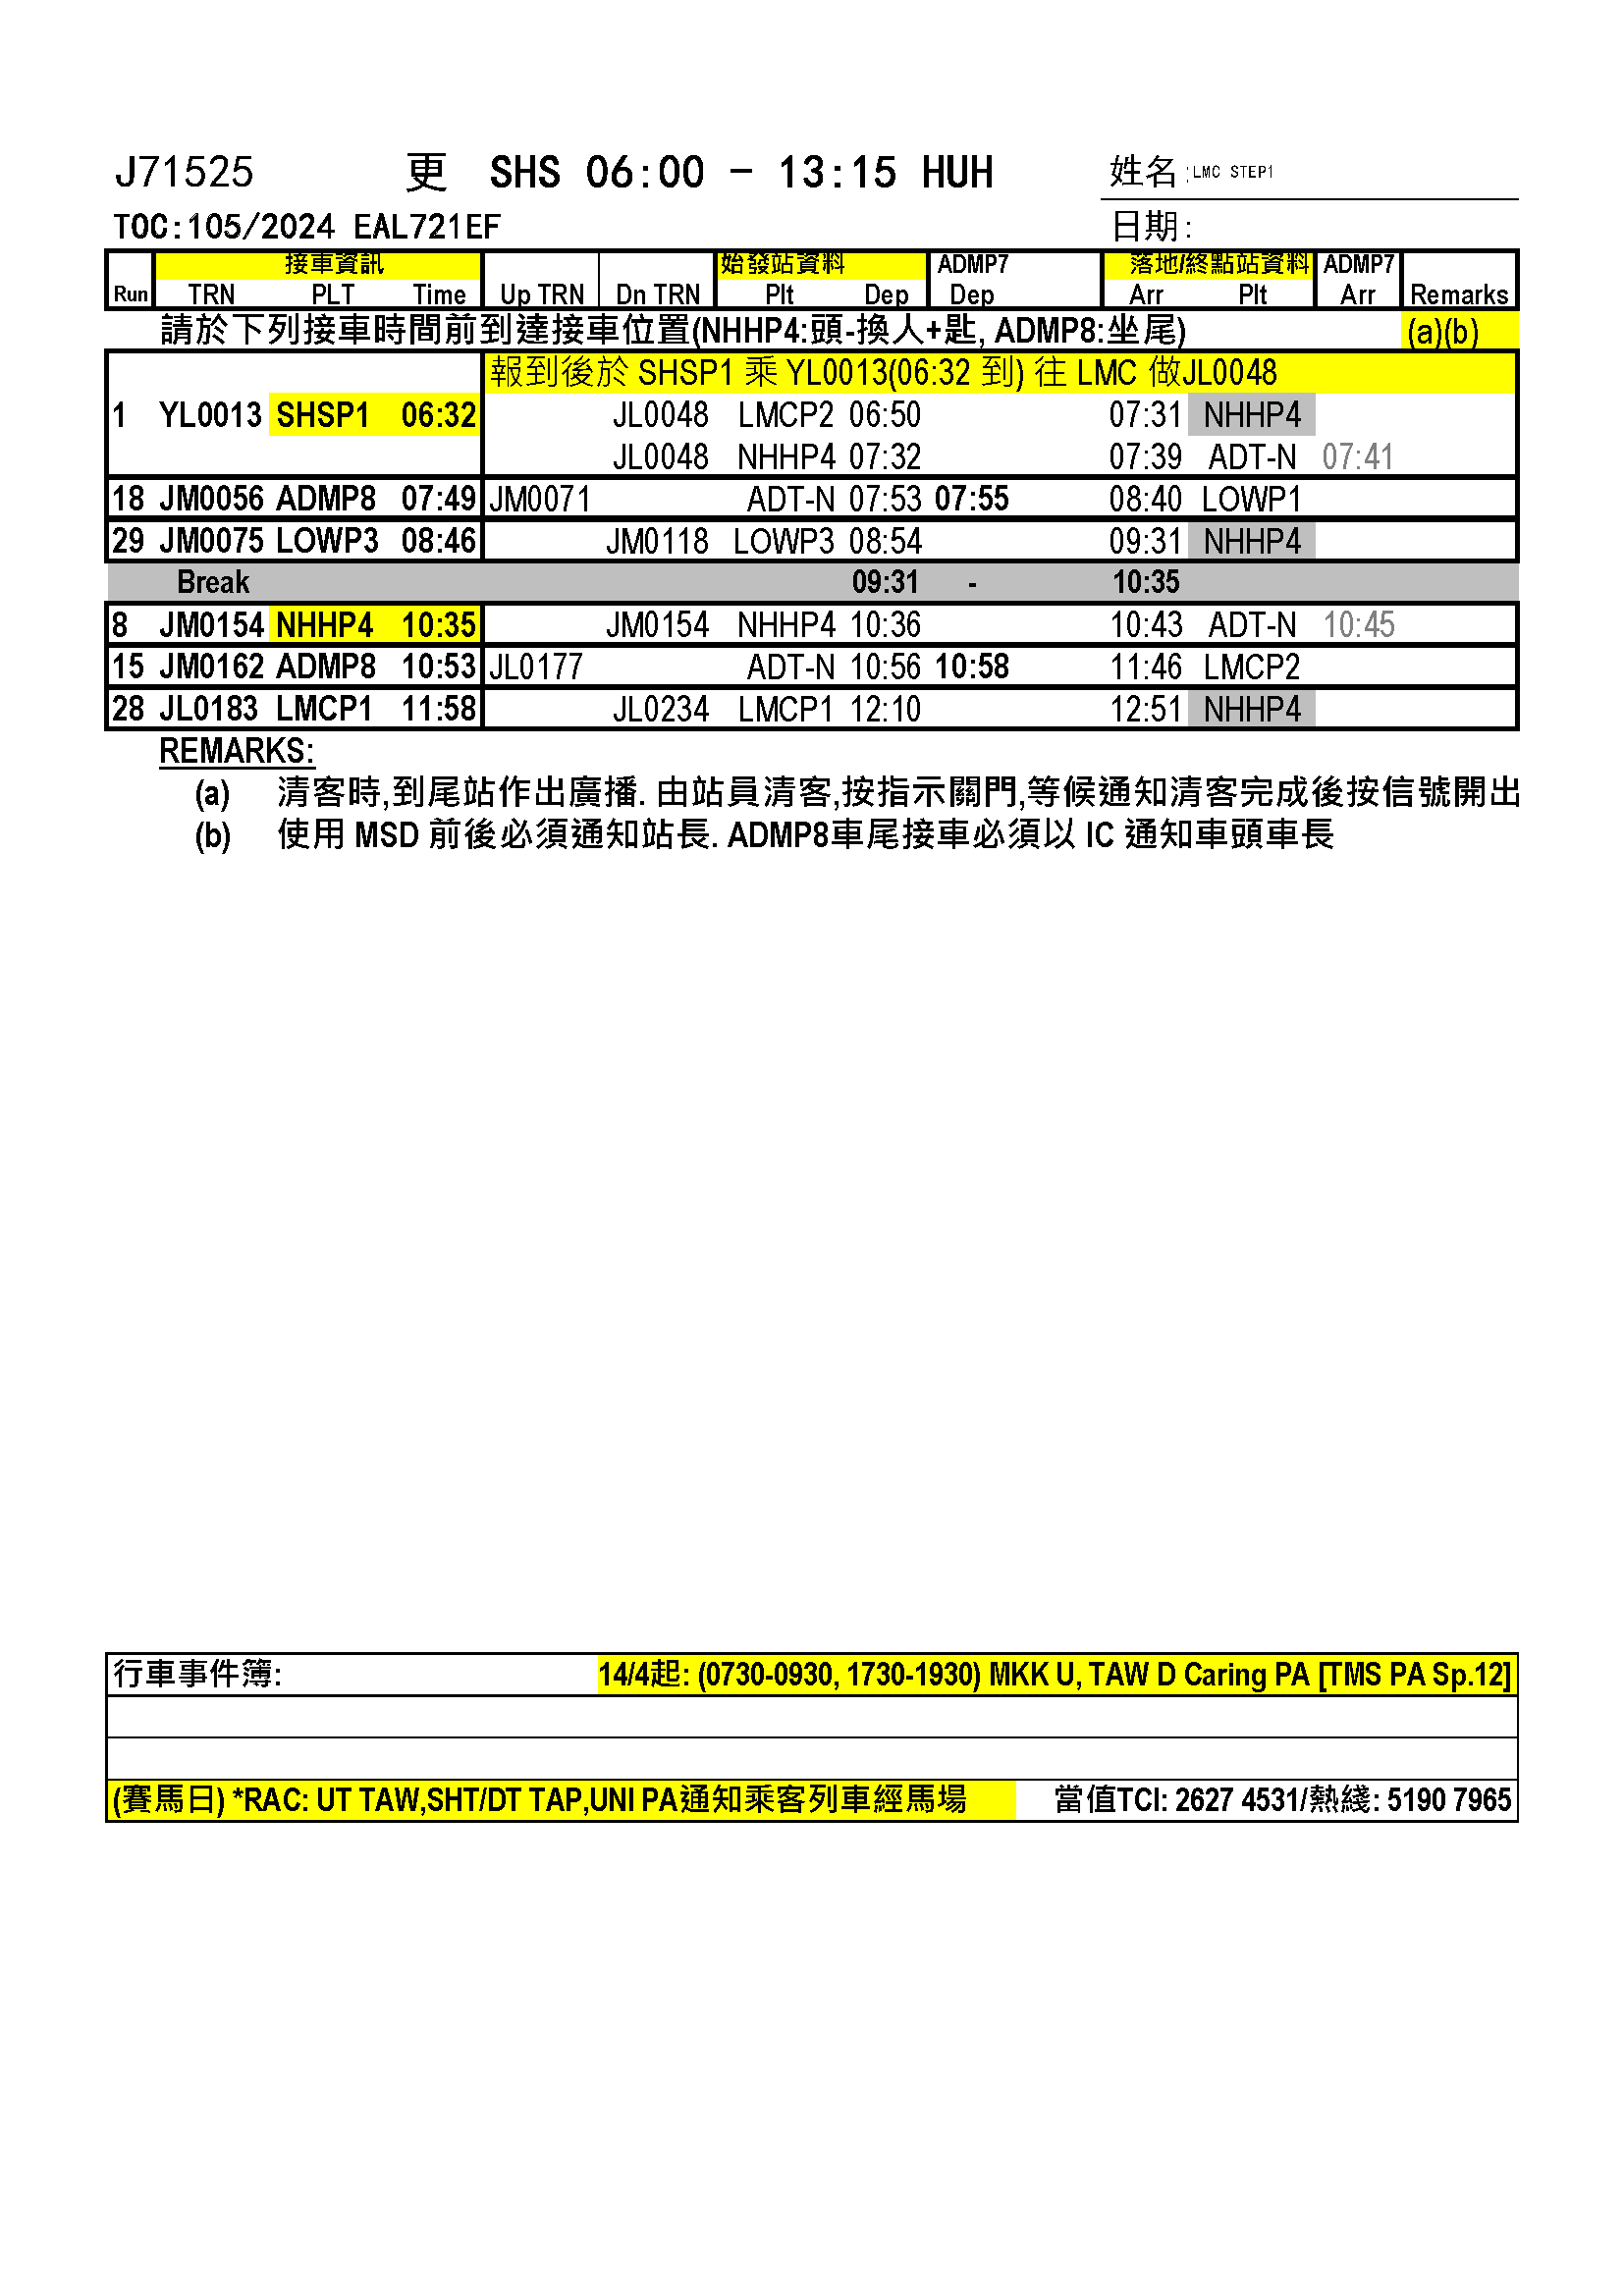 J71525 更 SHS 06:00 - 13:15 HUH 姓名:LMC STEP1
TOC:105/2024 EAL721EF 日期:
接車資訊 始發站資料 ADMP7 落地/終點站資料 ADMP7
Run TRN PLT Time Up TRN Dn TRN Plt Dep Dep Arr Plt Arr Remarks
請於下列接車時間前到達接車位置(NHHP4:頭-換人+匙, ADMP8:坐尾) (a)(b)
報到後於 SHSP1 乘 YL0013(06:32 到) 往 LMC 做JL0048
1 YL0013 SHSP1 06:32 JL0048 LMCP2 06:50 07:31 NHHP4
JL0048 NHHP4 07:32 07:39 ADT-N 07:41
18 JM0056 ADMP8 07:49 JM0071 ADT-N 07:53 07:55 08:40 LOWP1
29 JM0075 LOWP3 08:46 JM0118 LOWP3 08:54 09:31 NHHP4
Break 09:31 - 10:35
8 JM0154 NHHP4 10:35 JM0154 NHHP4 10:36 10:43 ADT-N 10:45
15 JM0162 ADMP8 10:53 JL0177 ADT-N 10:56 10:58 11:46 LMCP2
28 JL0183 LMCP1 11:58 JL0234 LMCP1 12:10 12:51 NHHP4
REMARKS:
(a) 清客時,到尾站作出廣播. 由站員清客,按指示關門,等候通知清客完成後按信號開出
(b) 使用 MSD 前後必須通知站長. ADMP8車尾接車必須以 IC 通知車頭車長
行車事件簿: 14/4起: (0730-0930, 1730-1930) MKK U, TAW D Caring PA [TMS PA Sp.12]
(賽馬日) *RAC: UT TAW,SHT/DT TAP,UNI PA通知乘客列車經馬場 當值TCI: 2627 4531/熱綫: 5190 7965